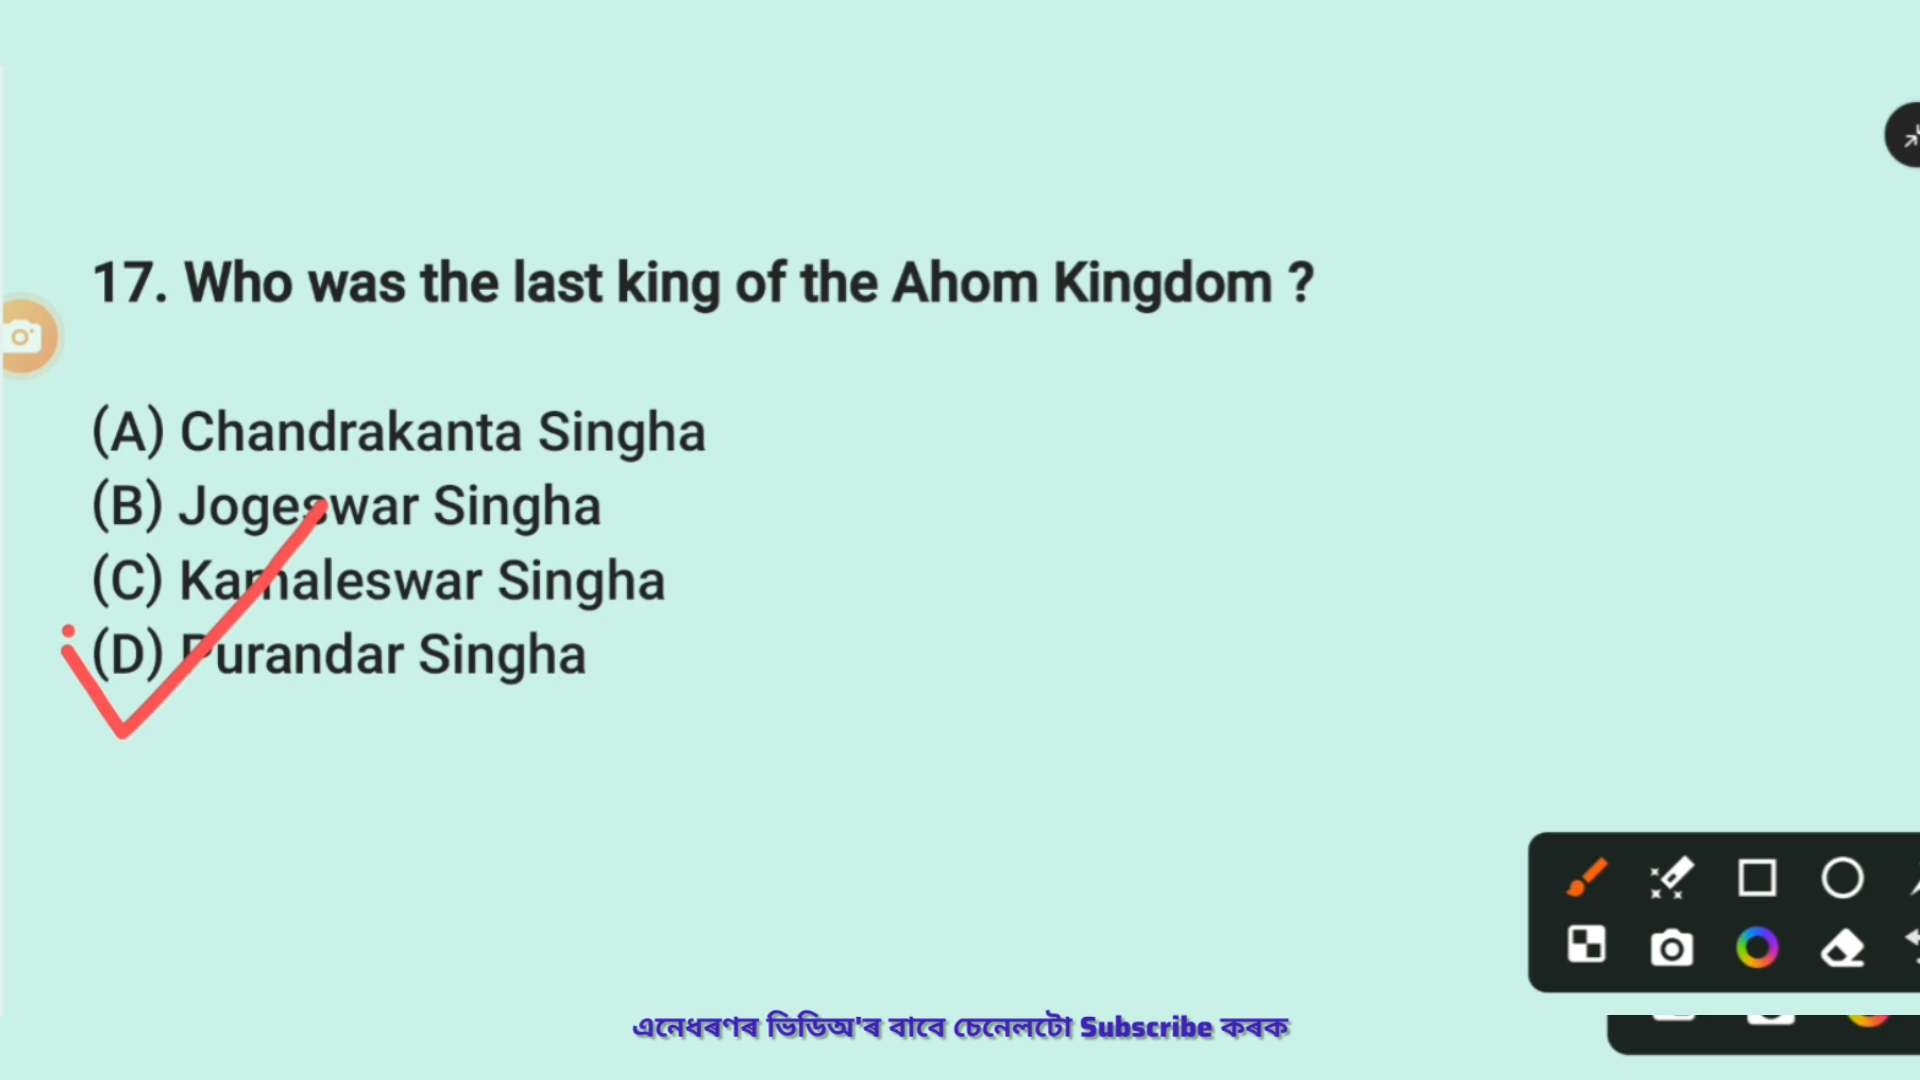 17. Who was the last king of the Ahom Kingdom ?
(A) Chandrakanta Singha
(B) Jogeswar Singha
(C) Kamaleswar Singha
(D) Purandar Singha
এনেধৰণৰ ভিডিঅ'ৰ বাবে চেনেলটো Subscribe কৰক